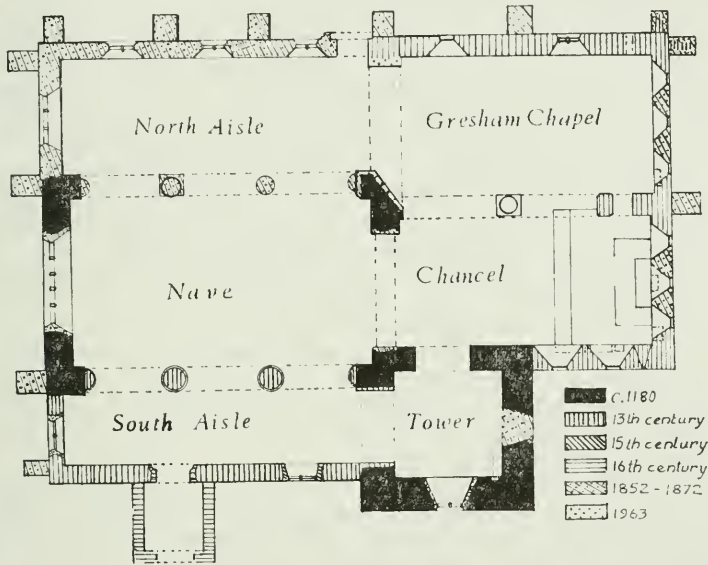 North Aisle
Gresham Chapel
Nave
Chancel
South Aisle
Tower
c.1180
13th century
15th century
16th century
1852-1872
1963